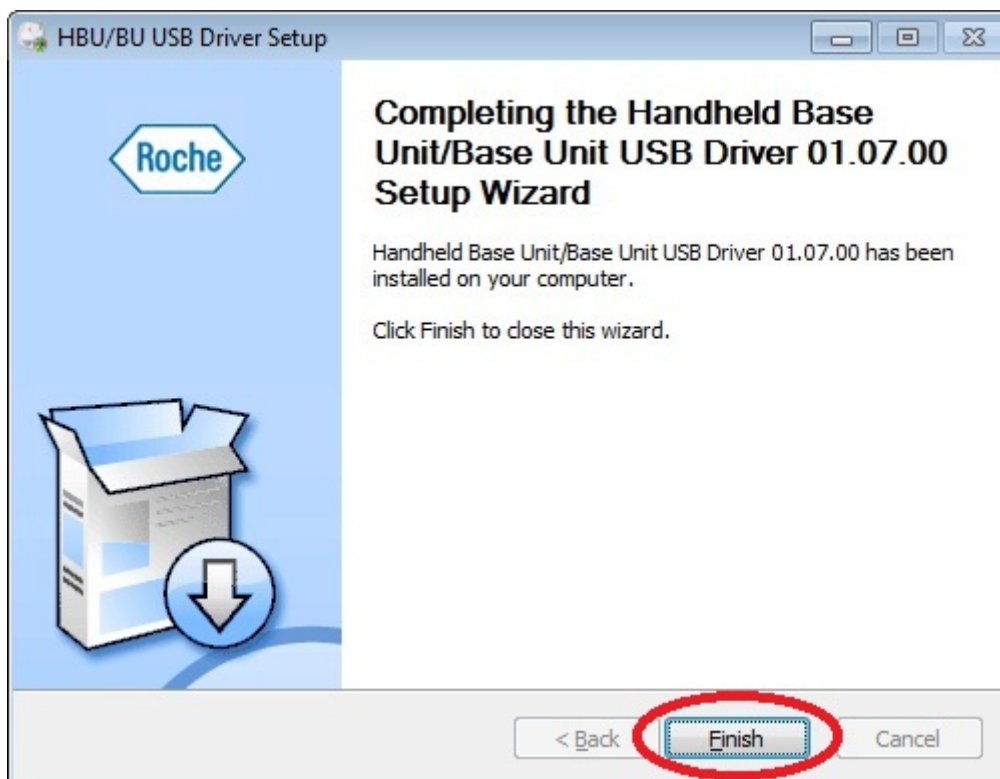 HBU/BU USB Driver Setup
Roche
Completing the Handheld Base
Unit/Base Unit USB Driver 01.07.00
Setup Wizard
Handheld Base Unit/Base Unit USB Driver 01.07.00 has been
installed on your computer.
Click Finish to close this wizard.
< Back
Finish
Cancel